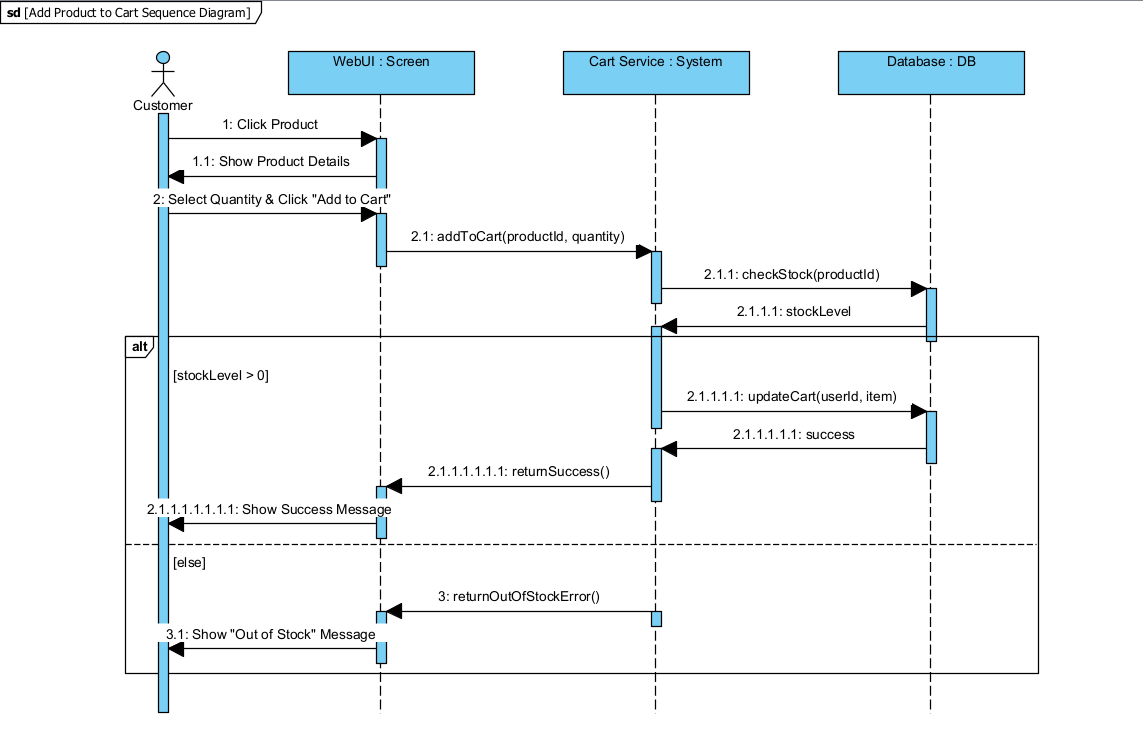 sd [Add Product to Cart Sequence Diagram]
WebUI : Screen
Cart Service : System
Database : DB
Customer
1: Click Product
1.1: Show Product Details
2: Select Quantity & Click "Add to Cart"
2.1: addToCart(productId, quantity)
2.1.1: checkStock(productId)
2.1.1.1: stockLevel
alt
[stockLevel > 0]
2.1.1.1.1: updateCart(userId, item)
2.1.1.1.1.1: success
2.1.1.1.1.1.1: returnSuccess()
2.1.1.1.1.1.1.1: Show Success Message
[else]
3: returnOutOfStockError()
3.1: Show "Out of Stock" Message